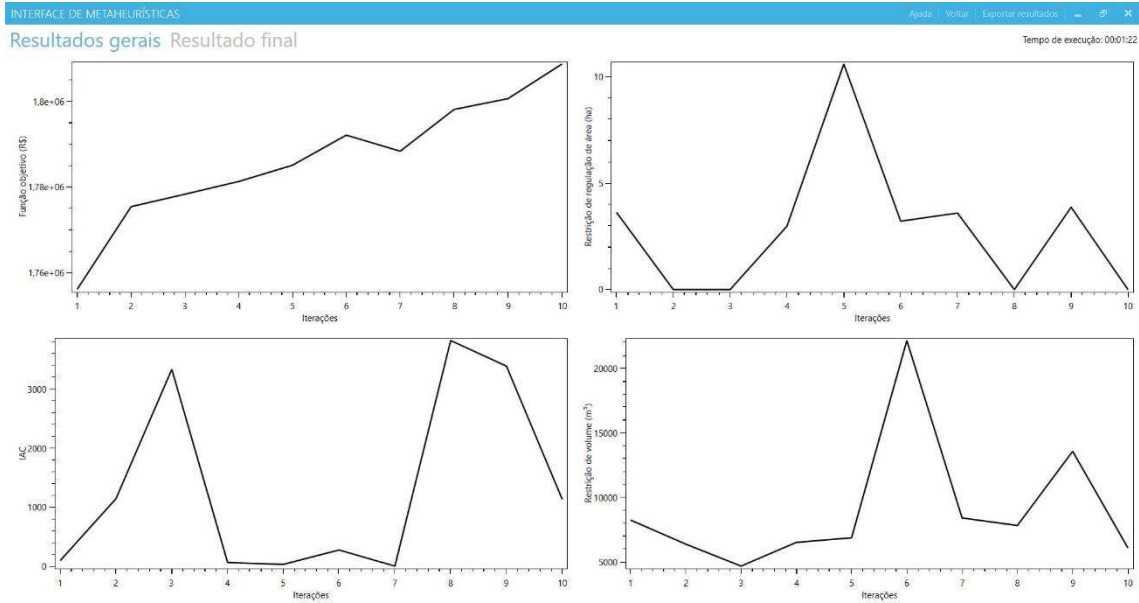 INTERFACE DE METAHEURÍSTICAS
Ajuda Voltar Exportar resultados
Resultados gerais Resultado final
Tempo de execução: 00:01:22
Função objetivo (R$)
1,8e+06
1,78e+06
1,76e+06
1 2 3 4 5 6 7 8 9 10
Iterações
Restrição de regulação de área (ha)
10
5
0
1 2 3 4 5 6 7 8 9 10
Iterações
IAC
3000
2000
1000
0
1 2 3 4 5 6 7 8 9 10
Iterações
Restrição de volume (m³)
20000
15000
10000
5000
1 2 3 4 5 6 7 8 9 10
Iterações